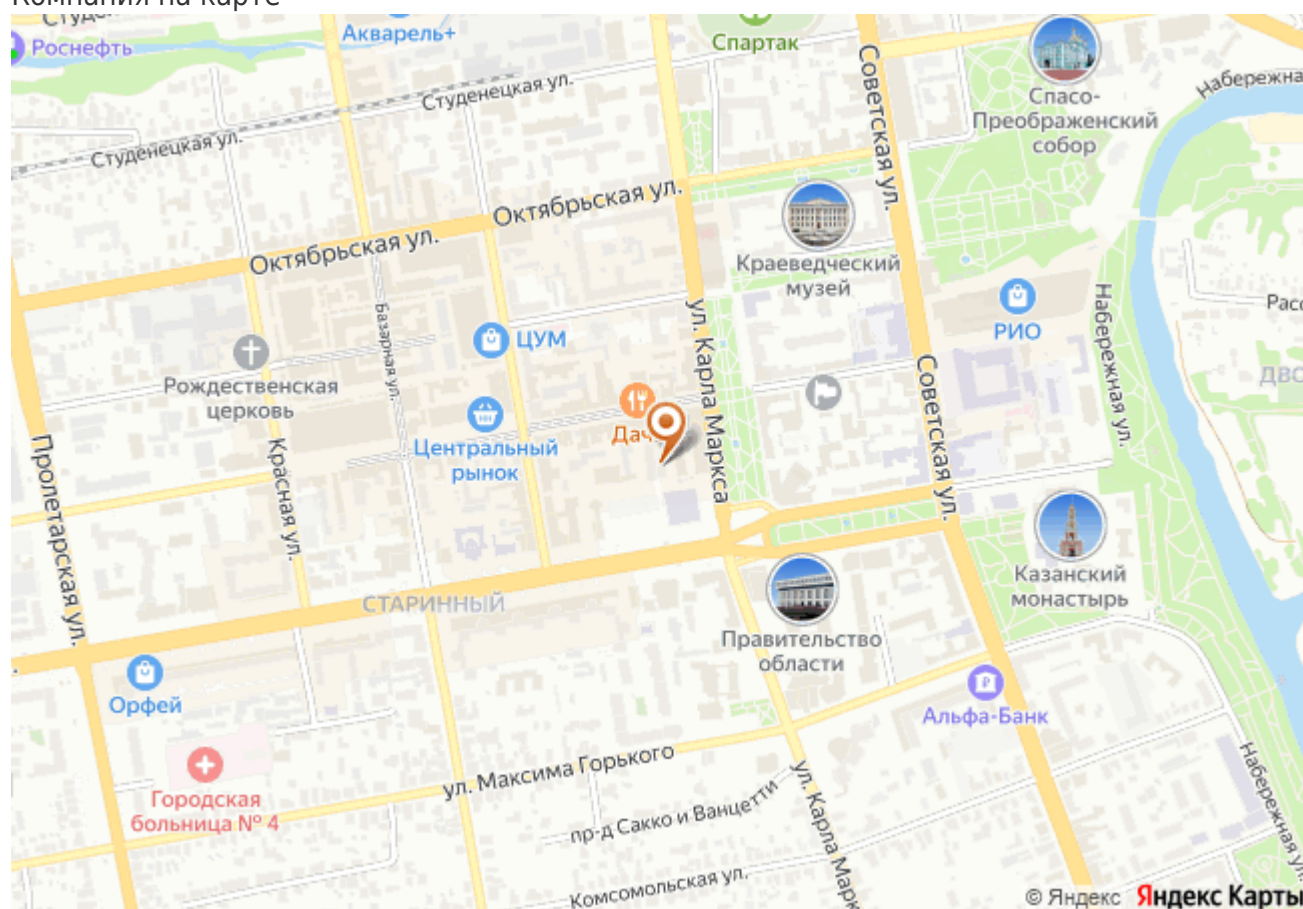 Компания на карте
Роснефть
Акварель+
Спартак
Советская ул.
Спасо-
Преображенский
собор
Студенецкая ул.
Студенецкая ул.
Октябрьская ул.
Октябрьская ул.
Краеведческий
музей
Базарная ул.
ул. Карла Маркса
ЦУМ
РИО
Набережная ул.
Рождественская
церковь
Советская ул.
Центральный
рынок
Пролетарская ул.
Красная ул.
Казанский
монастырь
СТАРИННЫЙ
Правительство
области
Орфей
Альфа-Банк
ул. Максима Горького
Городская
больница № 4
пр-д Сакко и Ванцетти
Набережная ул.
Комсомольская ул.
© Яндекс Яндекс Карты